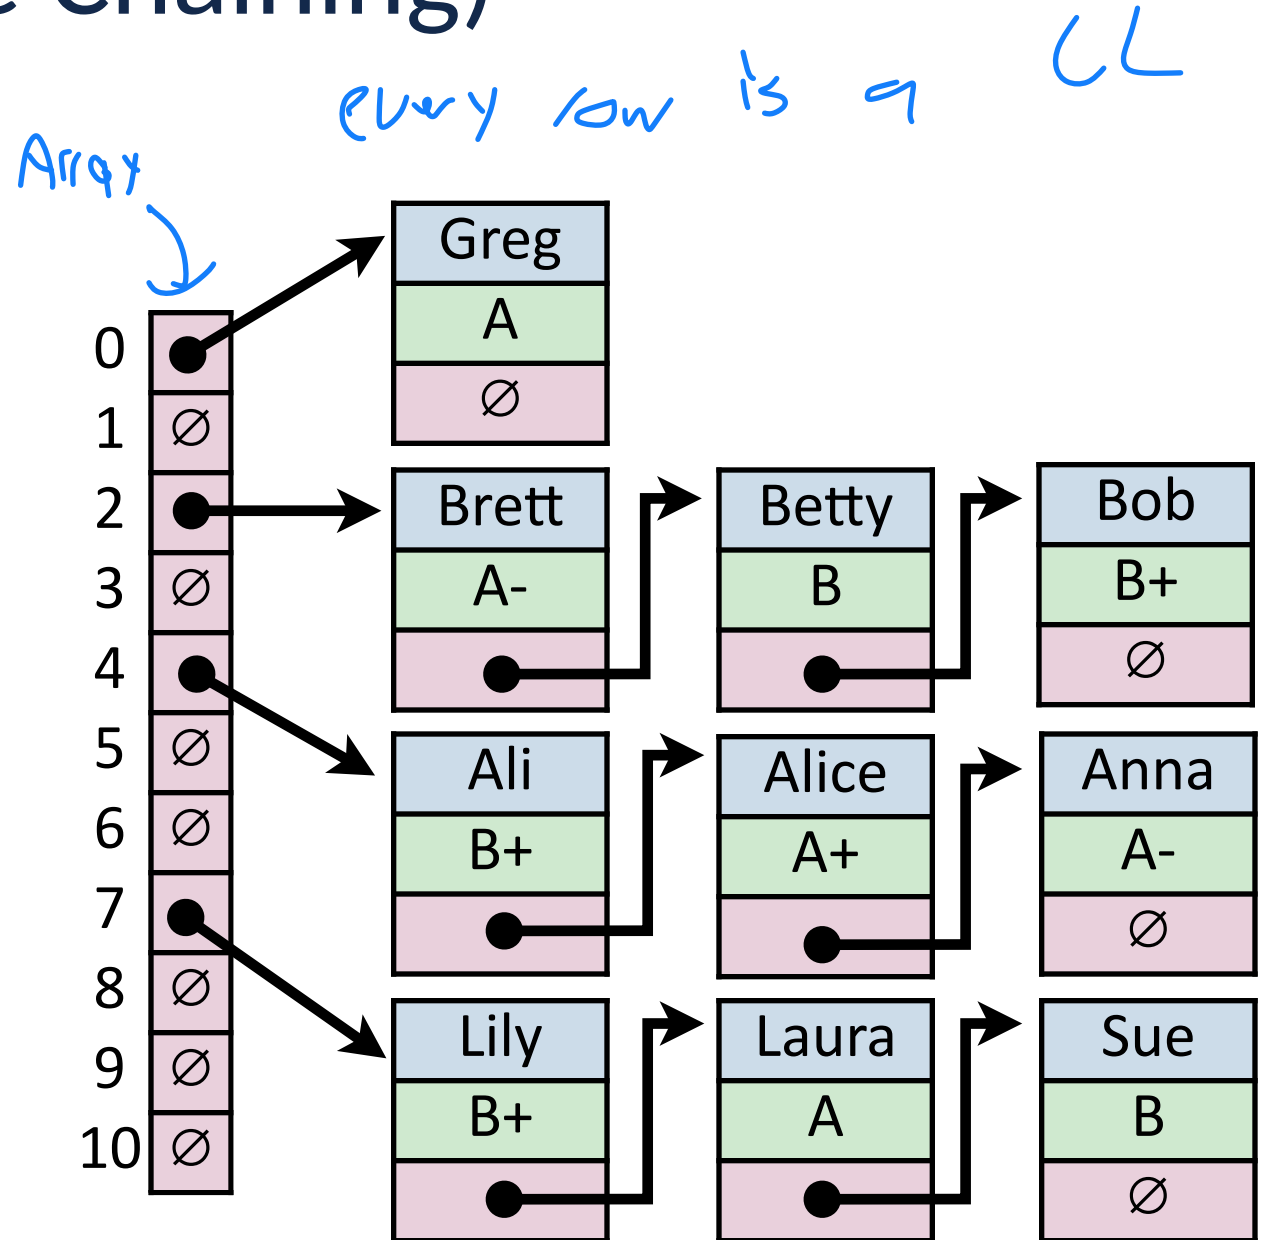 Chaining)
every row is a LL
Array
Greg
A
∅
0
1 ∅
2
3 ∅
4
5 ∅
6 ∅
7
8 ∅
9 ∅
10 ∅
Brett Betty Bob
A- B B+
∅
Ali Alice Anna
B+ A+ A-
∅
Lily Laura Sue
B+ A B
∅